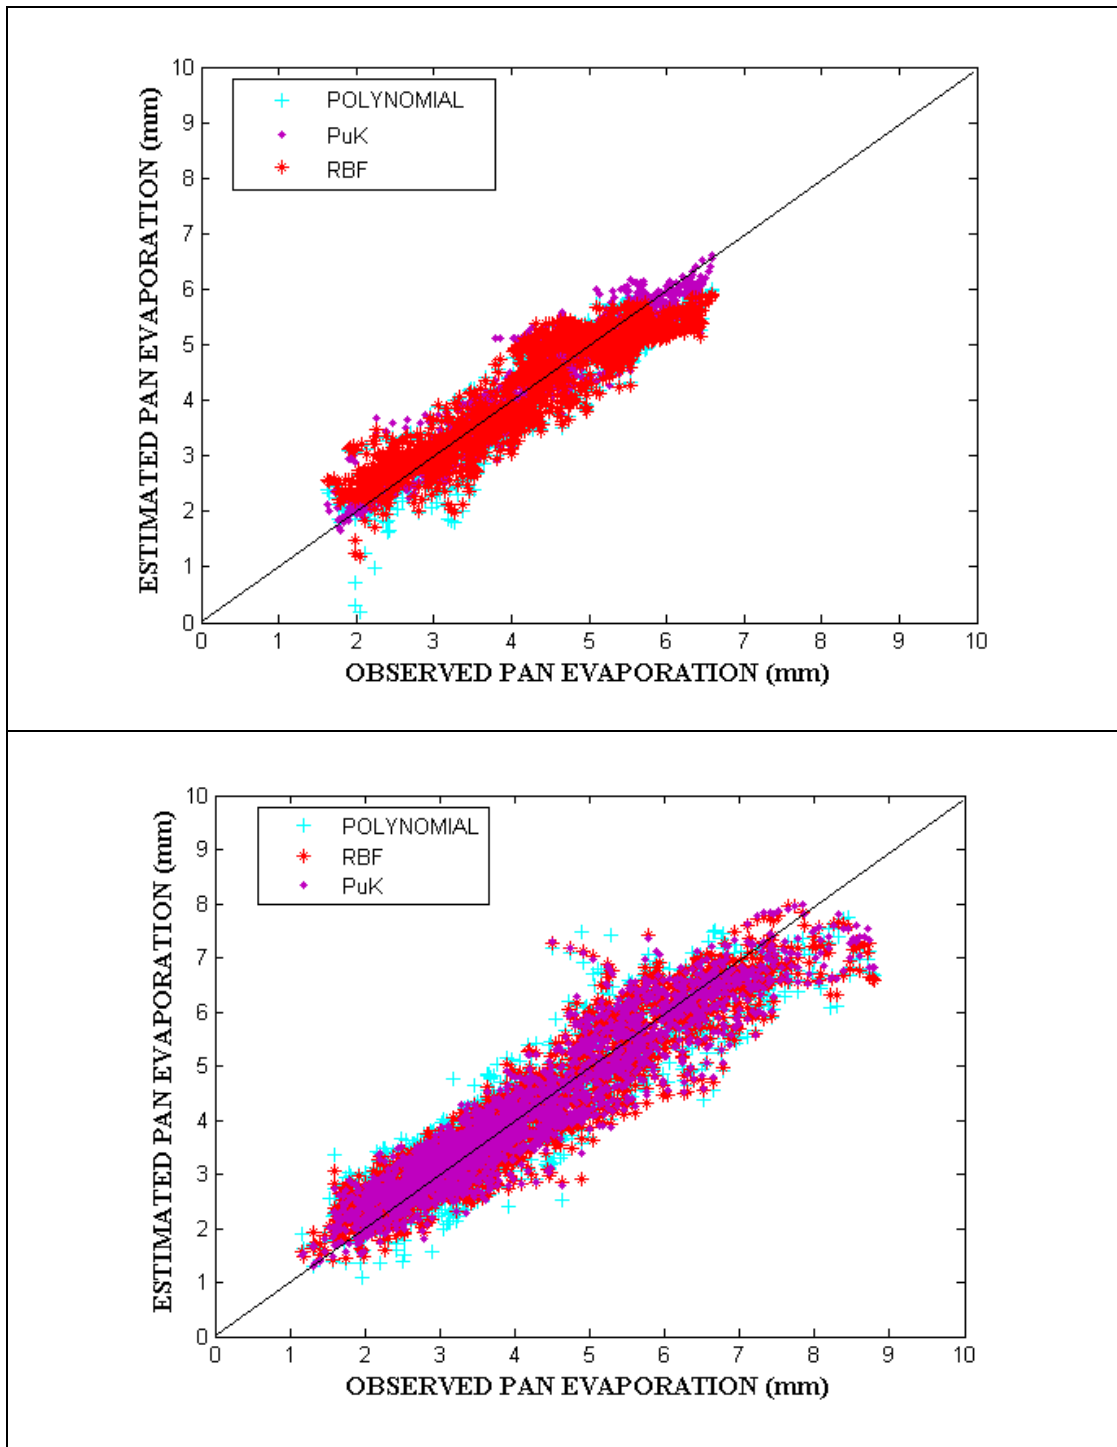 10
9
8
7
6
5
4
3
2
1
0
ESTIMATED PAN EVAPORATION (mm)
POLYNOMIAL
PuK
RBF
0 1 2 3 4 5 6 7 8 9 10
OBSERVED PAN EVAPORATION (mm)
10
9
8
7
6
5
4
3
2
1
0
ESTIMATED PAN EVAPORATION (mm)
POLYNOMIAL
RBF
PuK
0 1 2 3 4 5 6 7 8 9 10
OBSERVED PAN EVAPORATION (mm)